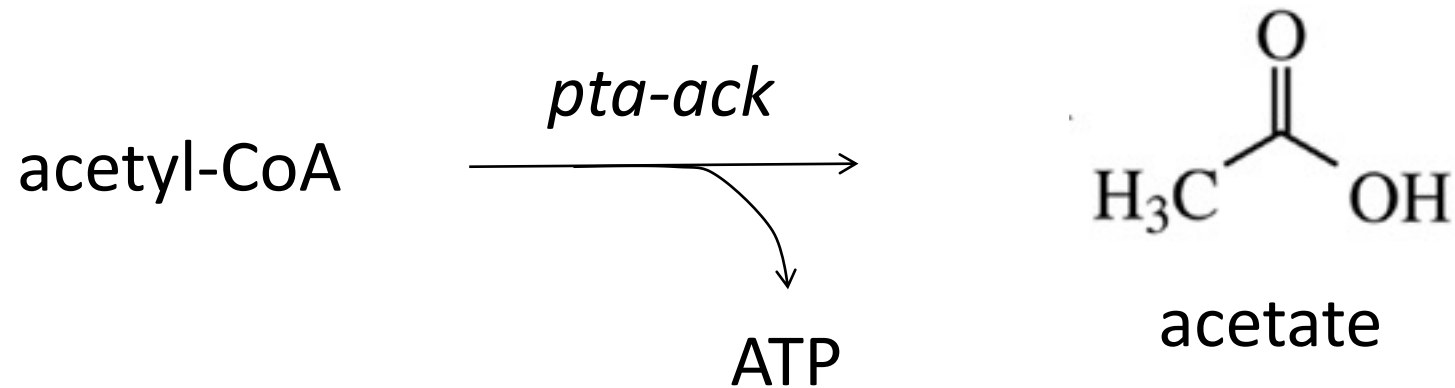 pta-ack
acetyl-CoA
ATP
O
H₃C
OH
acetate